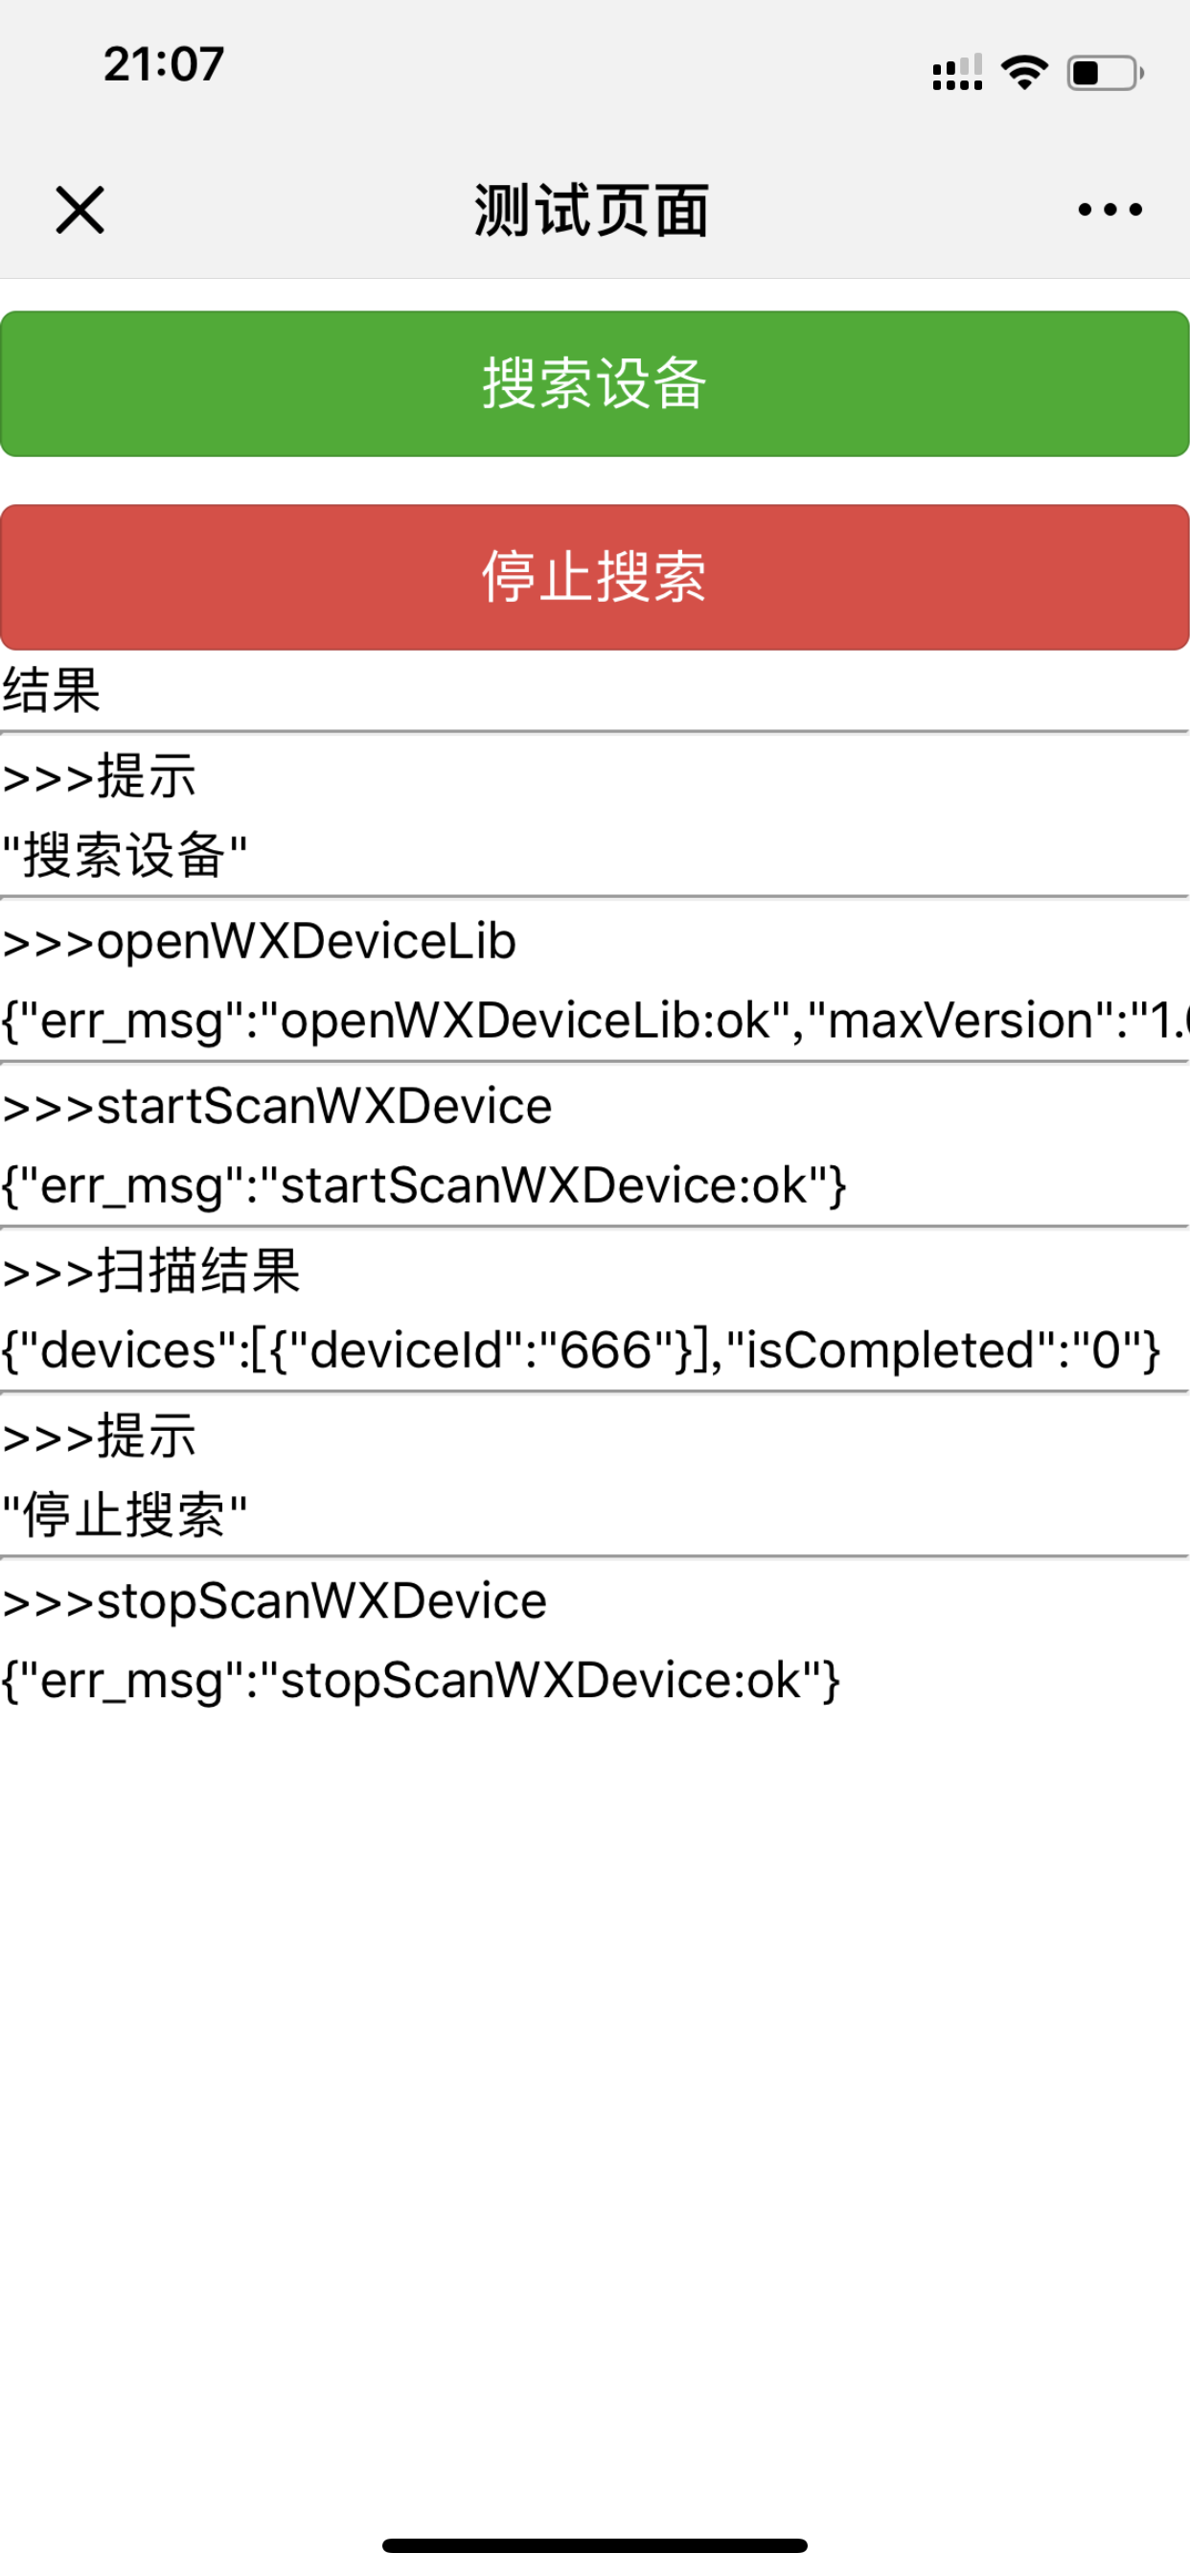 21:07
测试页面
搜索设备
停止搜索
结果
>>>提示
"搜索设备"
>>>openWXDeviceLib
{"err_msg":"openWXDeviceLib:ok","maxVersion":"1.
>>>startScanWXDevice
{"err_msg":"startScanWXDevice:ok"}
>>>扫描结果
{"devices":[{"deviceId":"666"}],"isCompleted":"0"}
>>>提示
"停止搜索"
>>>stopScanWXDevice
{"err_msg":"stopScanWXDevice:ok"}